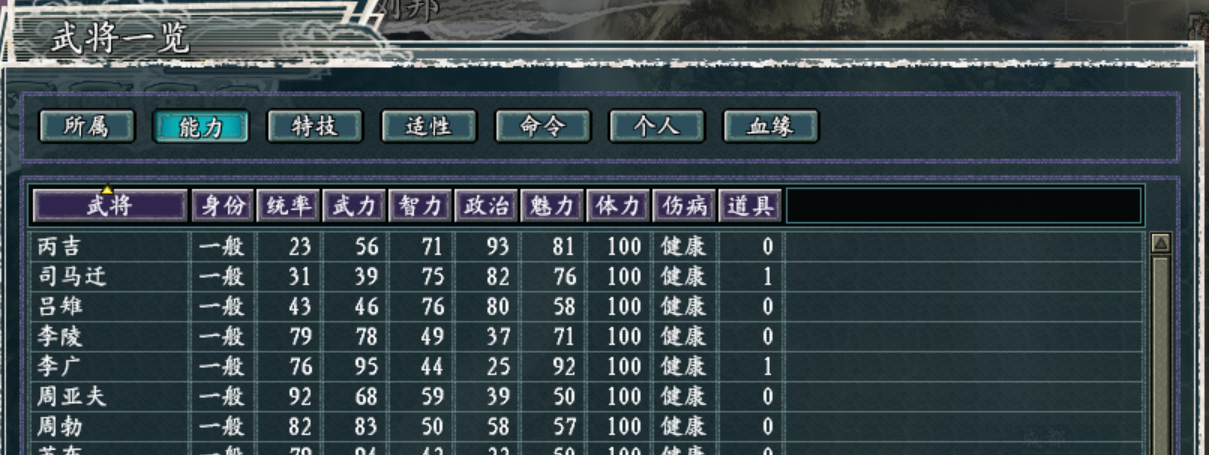 刘邦
武将一览
所属 能力 特技 适性 命令 个人 血缘
武将 身份 统率 武力 智力 政治 魅力 体力 伤病 道具
丙吉 一般 23 56 71 93 81 100 健康 0
司马迁 一般 31 39 75 82 76 100 健康 1
吕雉 一般 43 46 76 80 58 100 健康 0
李陵 一般 79 78 49 37 71 100 健康 0
李广 一般 76 95 44 25 92 100 健康 1
周亚夫 一般 92 68 59 39 50 100 健康 0
周勃 一般 82 83 50 58 57 100 健康 0
一般 健康